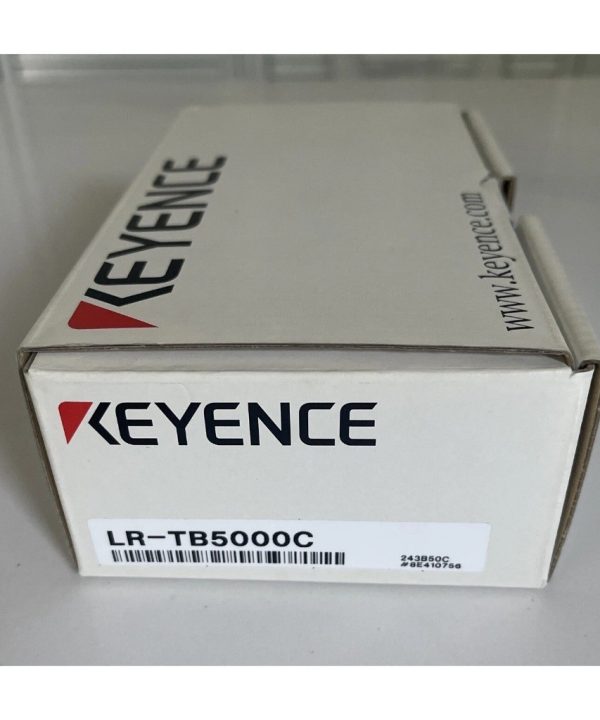 KEYENCE
www.keyence.com
KEYENCE
LR-TB5000C
243B50C
#8E410756